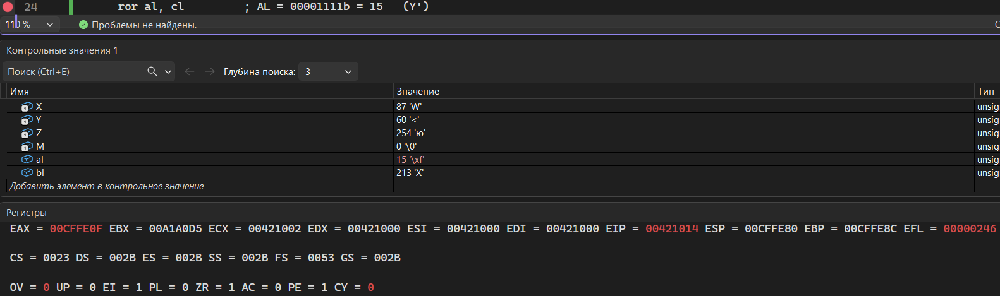 24 ror al, cl ; AL = 00001111b = 15 (Y')
110 % Проблемы не найдены.
Контрольные значения 1
Поиск (Ctrl+E) Глубина поиска: 3
Имя Значение Тип
X 87 'W' unsig
Y 60 '<' unsig
Z 254 'ю' unsig
M 0 '\0' unsig
al 15 '\xf' unsig
bl 213 'Х' unsig
Добавить элемент в контрольное значение
Регистры
EAX = 00CFFE0F EBX = 00A1A0D5 ECX = 00421002 EDX = 00421000 ESI = 00421000 EDI = 00421000 EIP = 00421014 ESP = 00CFFE80 EBP = 00CFFE8C EFL = 00000246
CS = 0023 DS = 002B ES = 002B SS = 002B FS = 0053 GS = 002B
OV = 0 UP = 0 EI = 1 PL = 0 ZR = 1 AC = 0 PE = 1 CY = 0